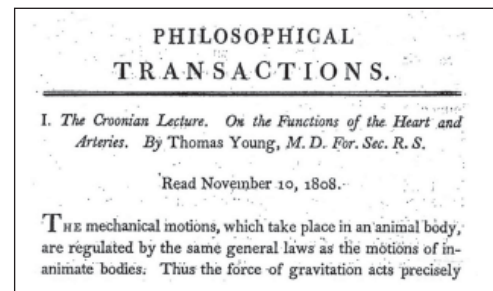 PHILOSOPHICAL
TRANSACTIONS.
I. The Croonian Lecture. On the Functions of the Heart and
Arteries. By Thomas Young, M. D. For. Sec. R. S.
Read November 10, 1808.
THE mechanical motions, which take place in an animal body,
are regulated by the same general laws as the motions of in-
animate bodies. Thus the force of gravitation acts precisely